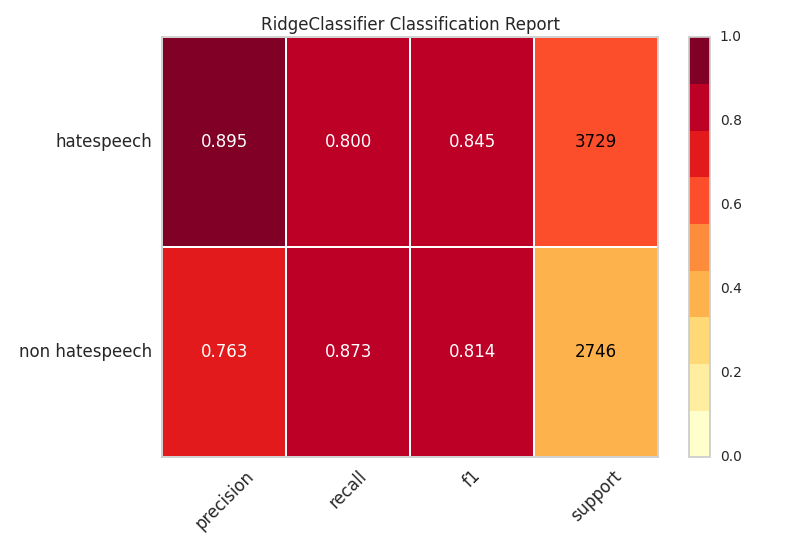 RidgeClassifier Classification Report
hatespeech 0.895 0.800 0.845 3729
non hatespeech 0.763 0.873 0.814 2746
precision recall f1 support
1.0
0.8
0.6
0.4
0.2
0.0